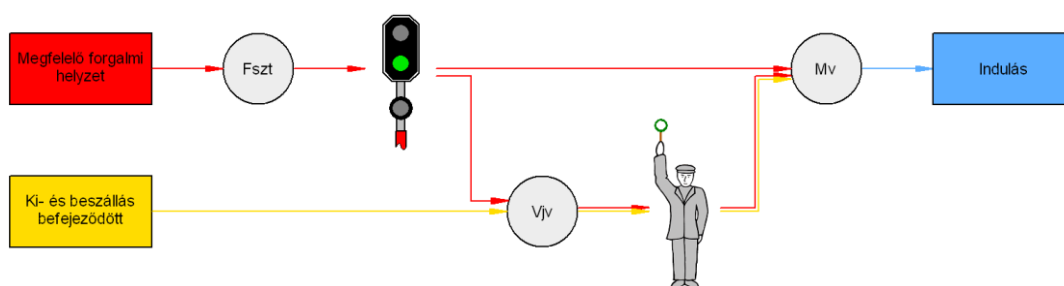 Megfelelő forgalmi
helyzet
Fszt
Mv
Indulás
Ki- és beszállás
befejeződött
Vjv